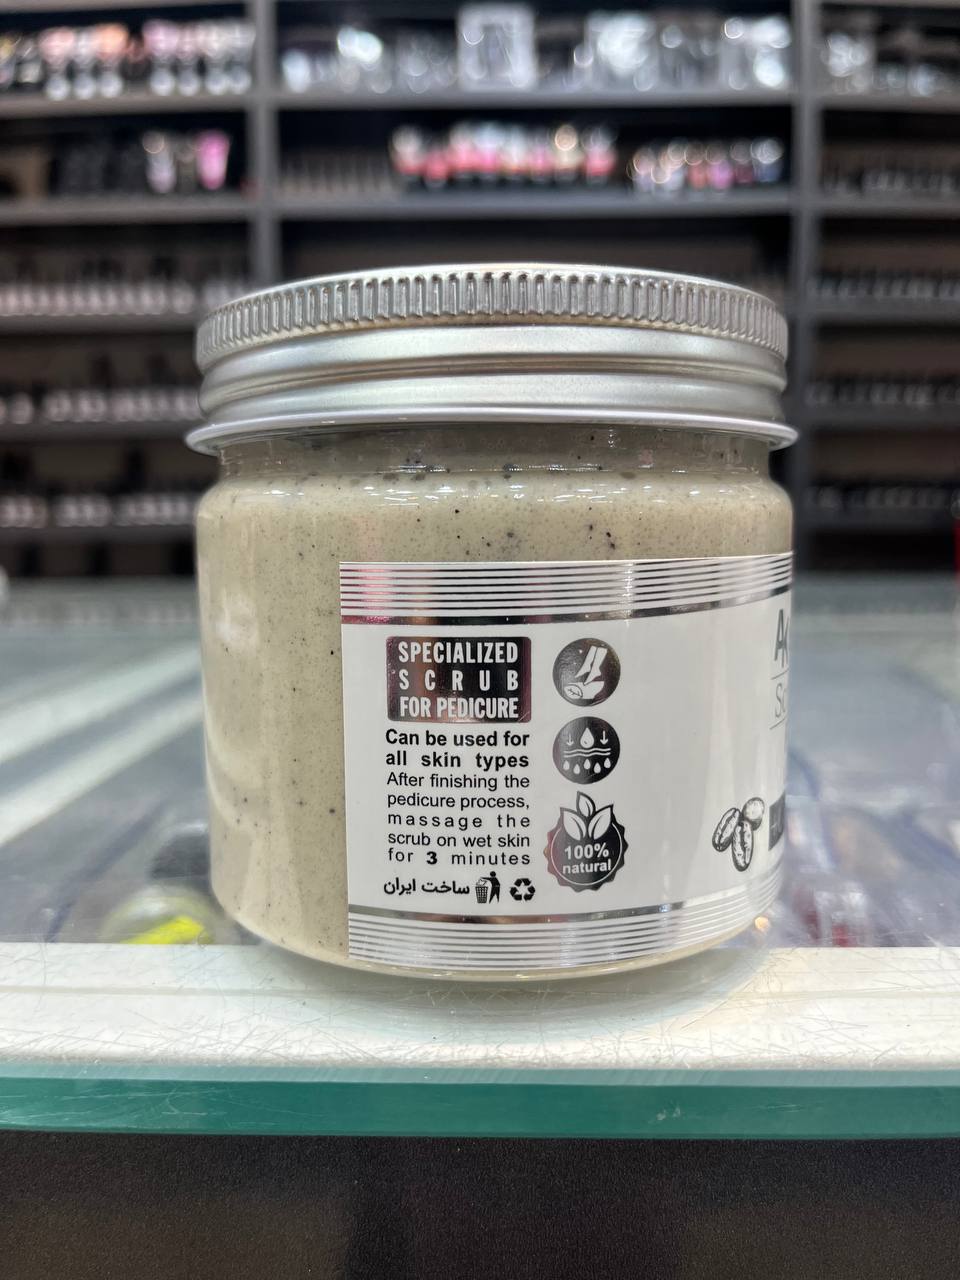 SPECIALIZED
SCRUB
FOR PEDICURE
Can be used for
all skin types
After finishing the
pedicure process,
massage the
scrub on wet skin
for 3 minutes
ساخت ایران
100%
natural